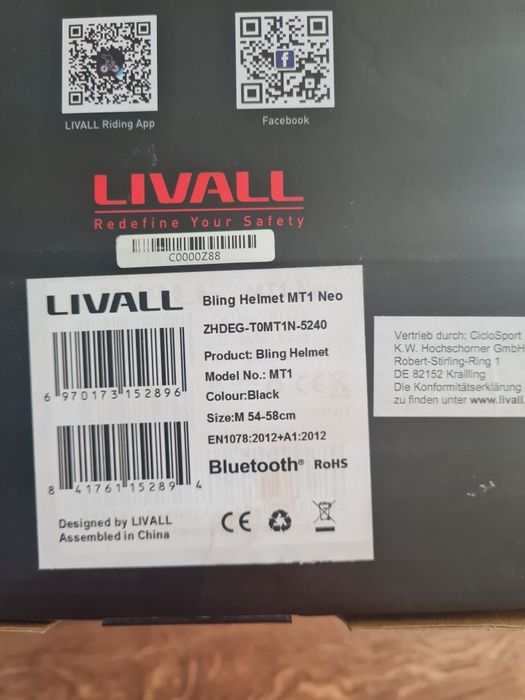 LIVALL Riding App
Facebook
LIVALL
Redefine Your Safety
C0000Z88
LIVALL
Bling Helmet MT1 Neo
ZHDEG-T0MT1N-5240
Product: Bling Helmet
Model No.: MT1
Colour:Black
Size:M 54-58cm
EN1078:2012+A1:2012
Bluetooth® RoHS
6 970173 152896
8 41761 15289 4
Designed by LIVALL
Assembled in China
CE
Vertrieb durch: CicloSport
K.W. Hochschorner GmbH
Robert-Stirling-Ring 1
DE 82152 Krailling
Die Konformitätserklärung
zu finden unter www.livall.